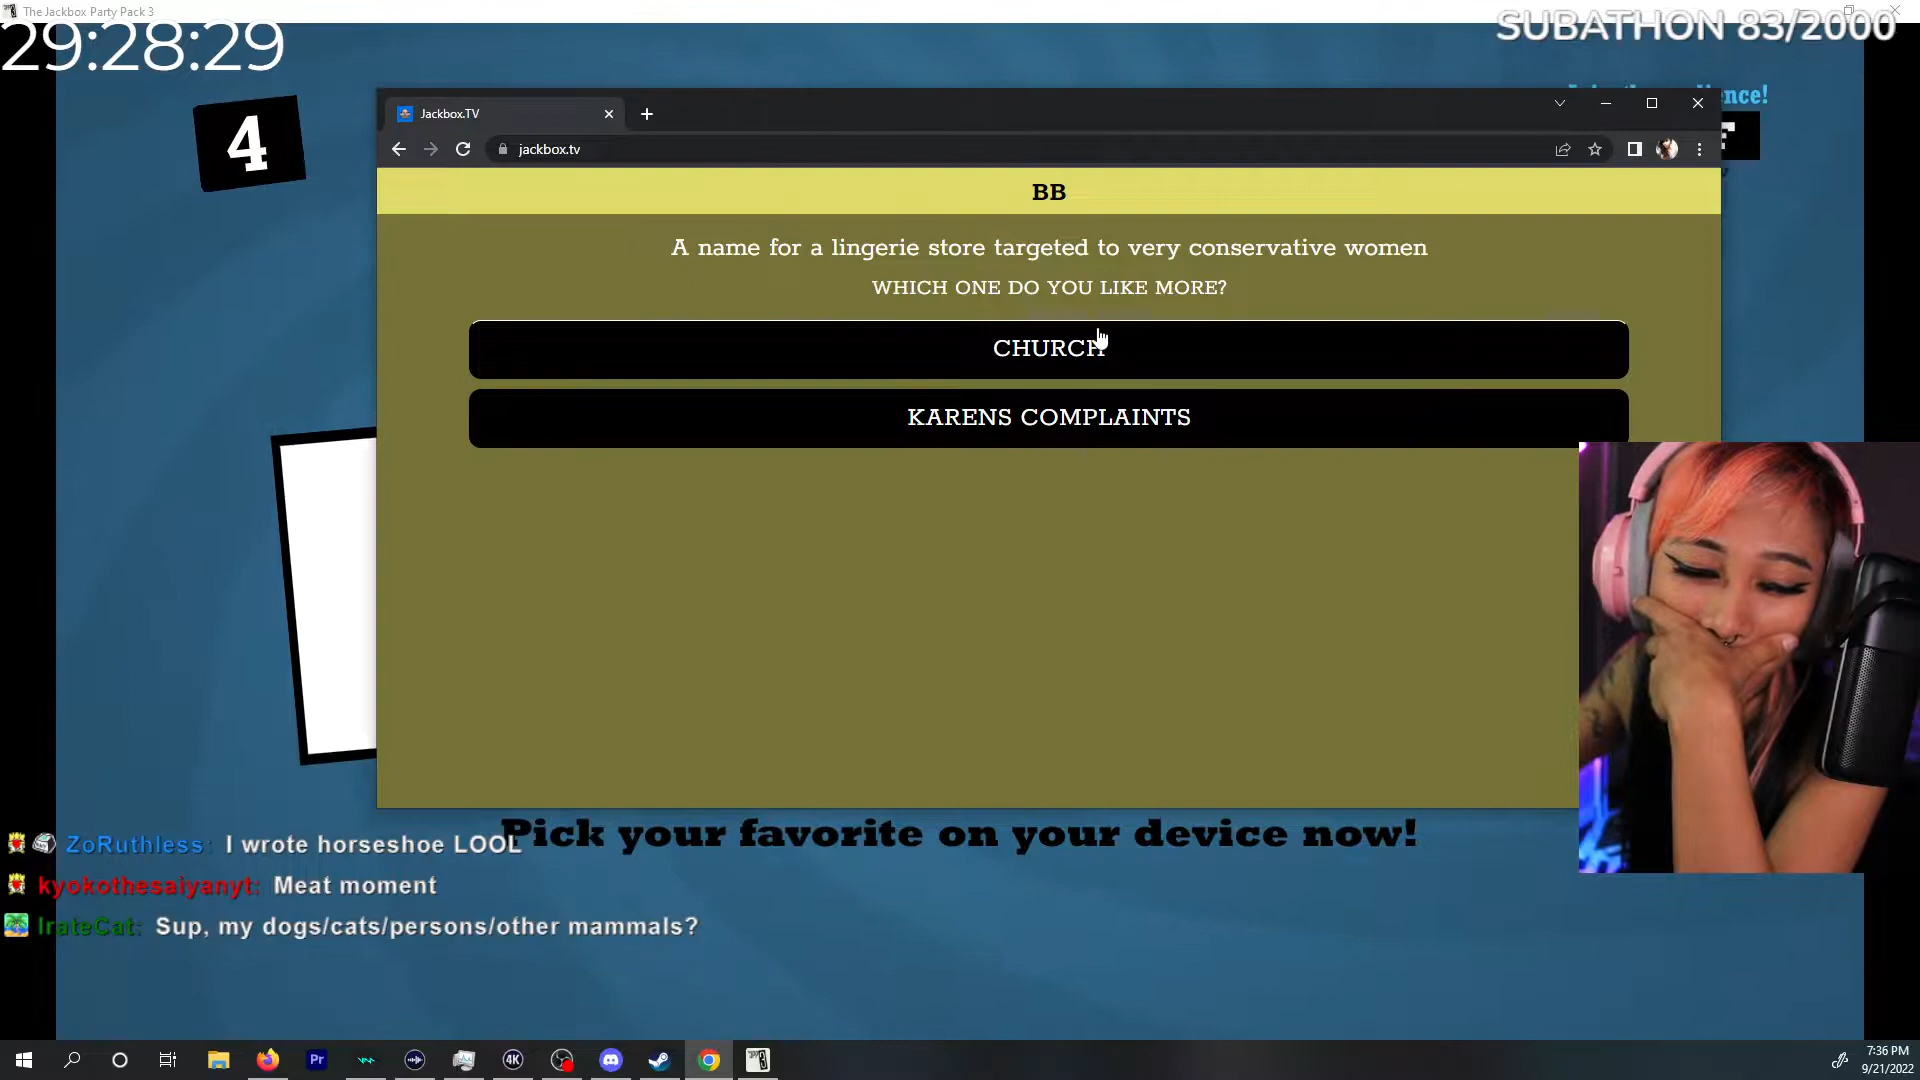 The Jackbox Party Pack 3
29:28:29
SUBATHON 83/2000
4
Jackbox.TV
jackbox.tv
BB
A name for a lingerie store targeted to very conservative women
WHICH ONE DO YOU LIKE MORE?
CHURCH
KARENS COMPLAINTS
Pick your favorite on your device now!
ZoRuthless: I wrote horseshoe LOOL
kyokothesaiyanyt: Meat moment
IrateCat: Sup, my dogs/cats/persons/other mammals?
Pr
4K
7:36 PM
9/21/2022